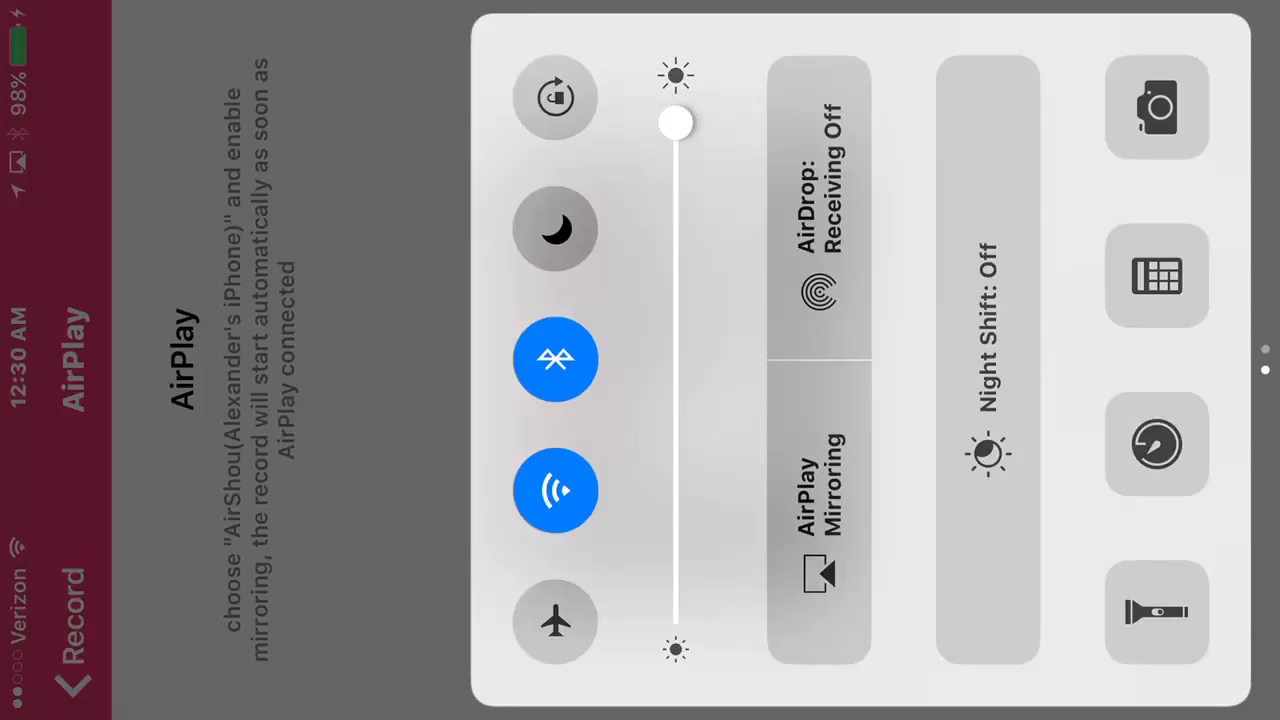 Verizon
12:30 AM
98%
Record
AirPlay
AirPlay
choose "AirShou(Alexander's iPhone)" and enable
mirroring, the record will start automatically as soon as
AirPlay connected
AirPlay
Mirroring
AirDrop:
Receiving Off
Night Shift: Off